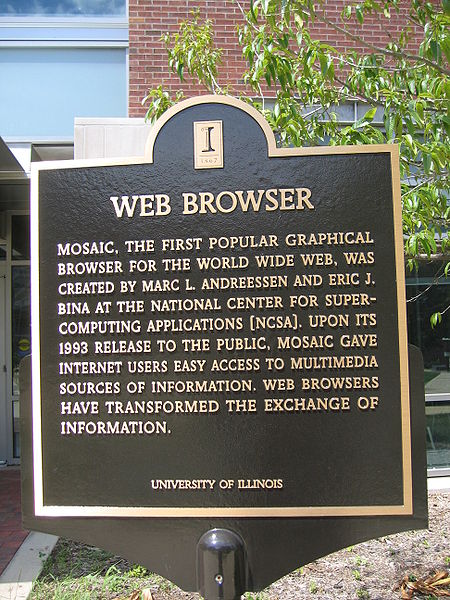 I
1867
WEB BROWSER
MOSAIC, THE FIRST POPULAR GRAPHICAL
BROWSER FOR THE WORLD WIDE WEB, WAS
CREATED BY MARC L. ANDREESSEN AND ERIC J.
BINA AT THE NATIONAL CENTER FOR SUPER-
COMPUTING APPLICATIONS (NCSA). UPON ITS
1993 RELEASE TO THE PUBLIC, MOSAIC GAVE
INTERNET USERS EASY ACCESS TO MULTIMEDIA
SOURCES OF INFORMATION. WEB BROWSERS
HAVE TRANSFORMED THE EXCHANGE OF
INFORMATION.
UNIVERSITY OF ILLINOIS